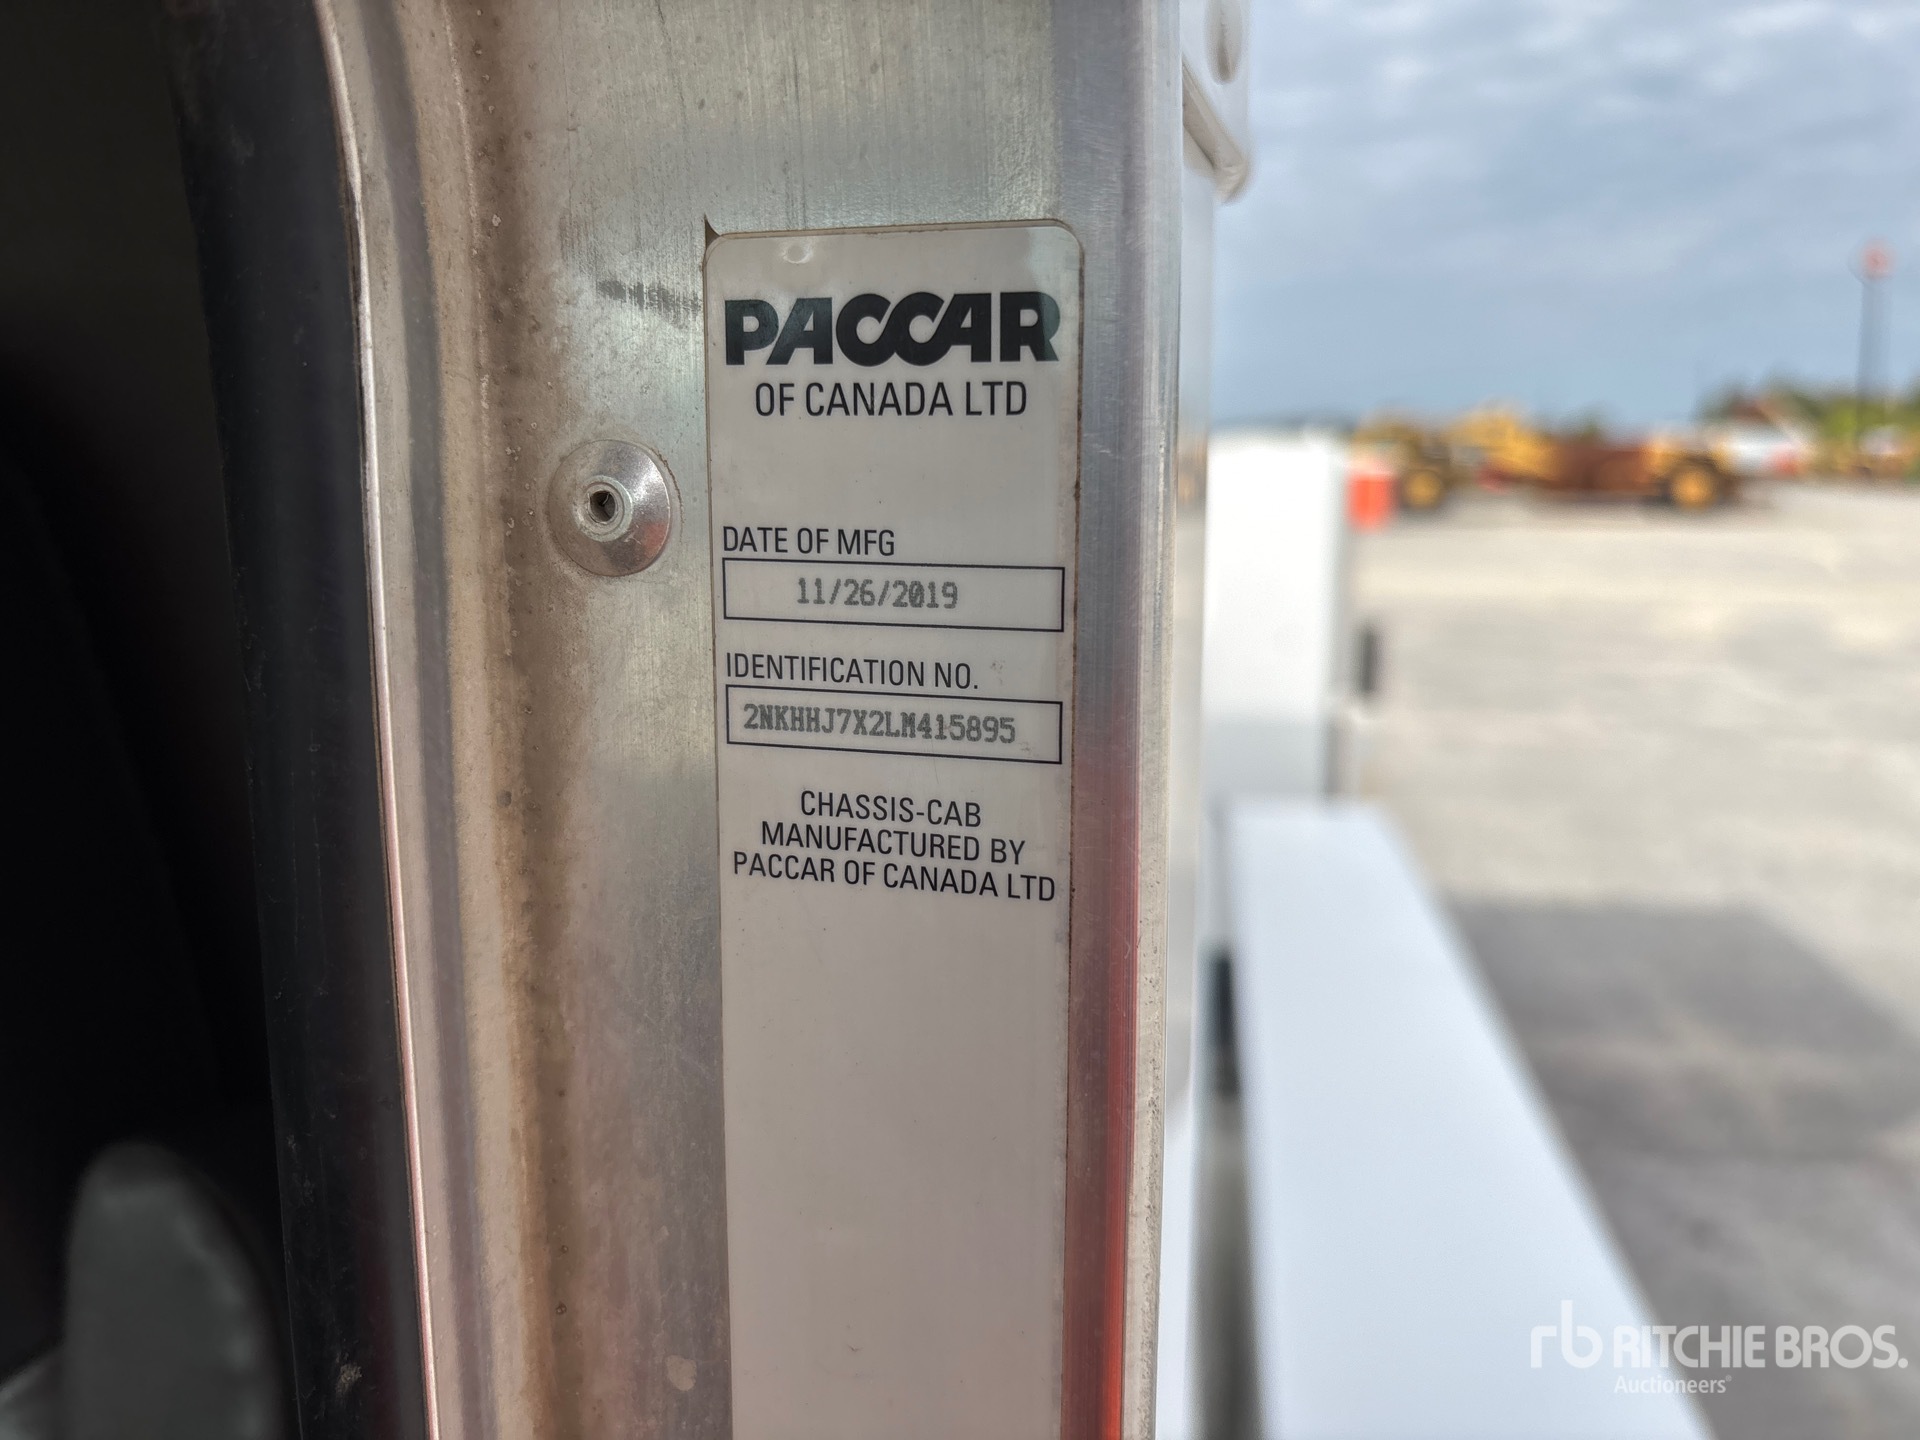 PACCAR
OF CANADA LTD
DATE OF MFG
11/26/2019
IDENTIFICATION NO.
2NKHHJ7X2LM415895
CHASSIS-CAB
MANUFACTURED BY
PACCAR OF CANADA LTD
rb RITCHIE BROS.
Auctioneers®